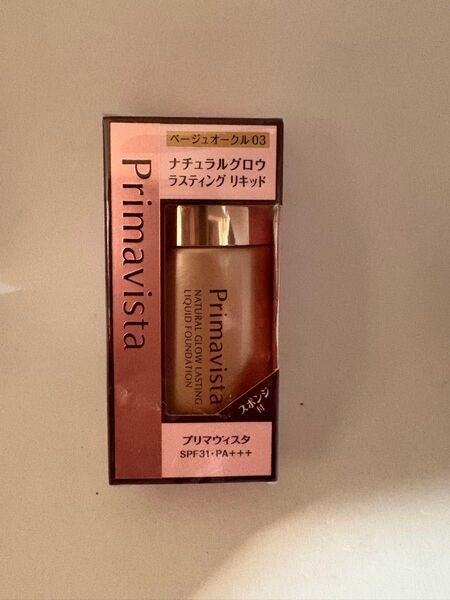 ベージュオークル03
ナチュラルグロウ
ラスティング リキッド
Primavista
Primavista
NATURAL GLOW LASTING
LIQUID FOUNDATION
スポンジ
付
プリマヴィスタ
SPF31・PA+++